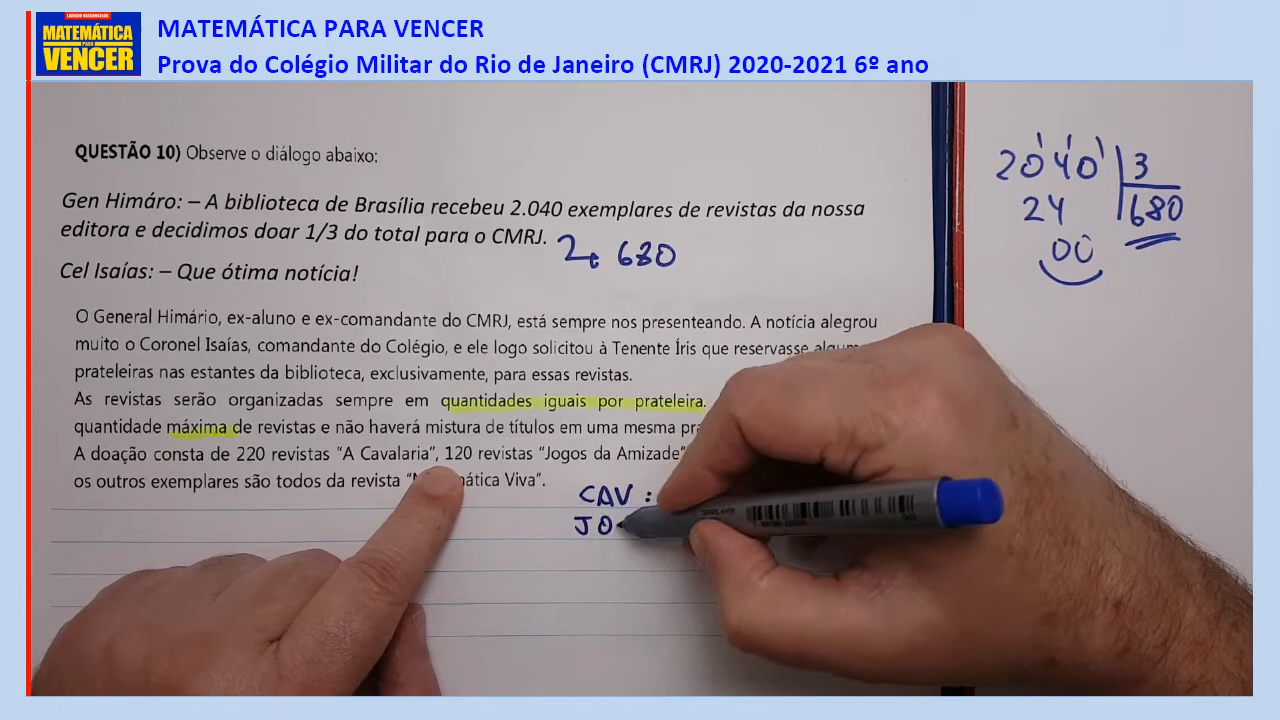 LAÉRCIO VASCONCELOS
MATEMÁTICA
PARA
VENCER
MATEMÁTICA PARA VENCER
Prova do Colégio Militar do Rio de Janeiro (CMRJ) 2020-2021 6º ano
QUESTÃO 10) Observe o diálogo abaixo:
Gen Himáro: – A biblioteca de Brasília recebeu 2.040 exemplares de revistas da nossa
editora e decidimos doar 1/3 do total para o CMRJ.
680
Cel Isaías: – Que ótima notícia!
O General Himário, ex-aluno e ex-comandante do CMRJ, está sempre nos presenteando. A notícia alegrou
muito o Coronel Isaías, comandante do Colégio, e ele logo solicitou à Tenente Íris que reservasse
prateleiras nas estantes da biblioteca, exclusivamente, para essas revistas.
As revistas serão organizadas sempre em quantidades iguais por prateleira.
quantidade máxima de revistas e não haverá mistura de títulos em uma mesma
A doação consta de 220 revistas “A Cavalaria”, 120 revistas “Jogos da Amizade”
os outros exemplares são todos da revista Viva”.
CAV :
JO
2040 3
24 680
00